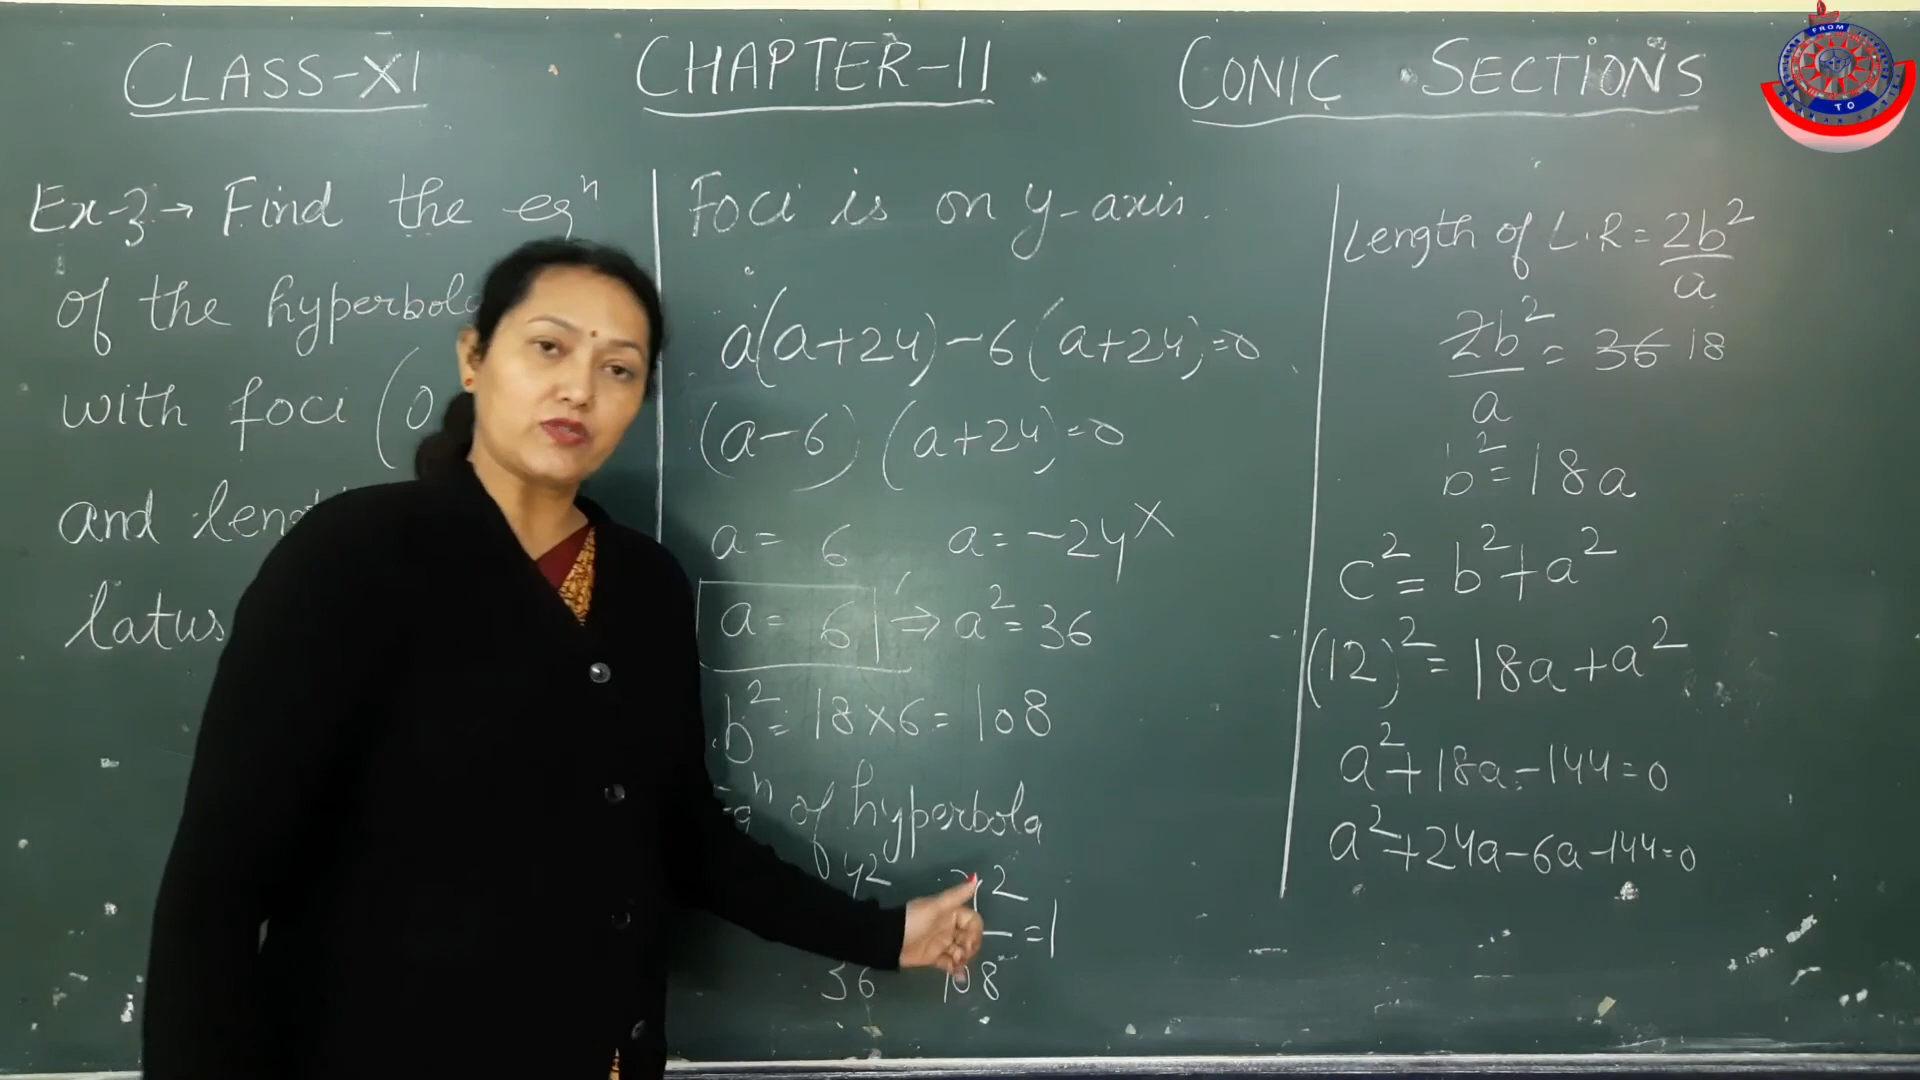 CLASS-XI CHAPTER-11 CONIC SECTIONS
Ex-3→ Find the eqⁿ
of the hyperbola
with foci (0
and
latus
Foci is on y-axis.
a(a+24)-6(a+24)=0
(a-6)(a+24)=0
a= 6 a=-24 ×
a= 6 ⇒ a²=36
b²= 18×6= 108
Eqⁿ of hyperbola
y²
=1
36 108
Length of L.R = 2b²/a
2b²/a = 36 18
b²=18a
c²= b²+a²
(12)²= 18a+a²
a²+18a-144=0
a²+24a-6a-144=0
FROM
TO